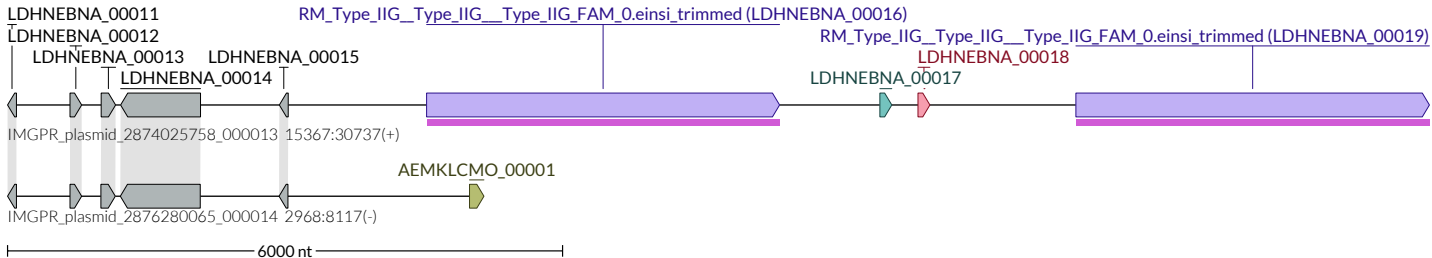 LDHNEBNA_00011
RM_Type_IIG__Type_IIG___Type_IIG_FAM_0.einsi_trimmed (LDHNEBNA_00016)
LDHNEBNA_00012
RM_Type_IIG__Type_IIG___Type_IIG_FAM_0.einsi_trimmed (LDHNEBNA_00019)
LDHNEBNA_00013
LDHNEBNA_00015
LDHNEBNA_00018
LDHNEBNA_00014
LDHNEBNA_00017
IMGPR_plasmid_2874025758_000013 15367:30737(+)
AEMKLCMO_00001
IMGPR_plasmid_2876280065_000014 2968:8117(-)
6000 nt